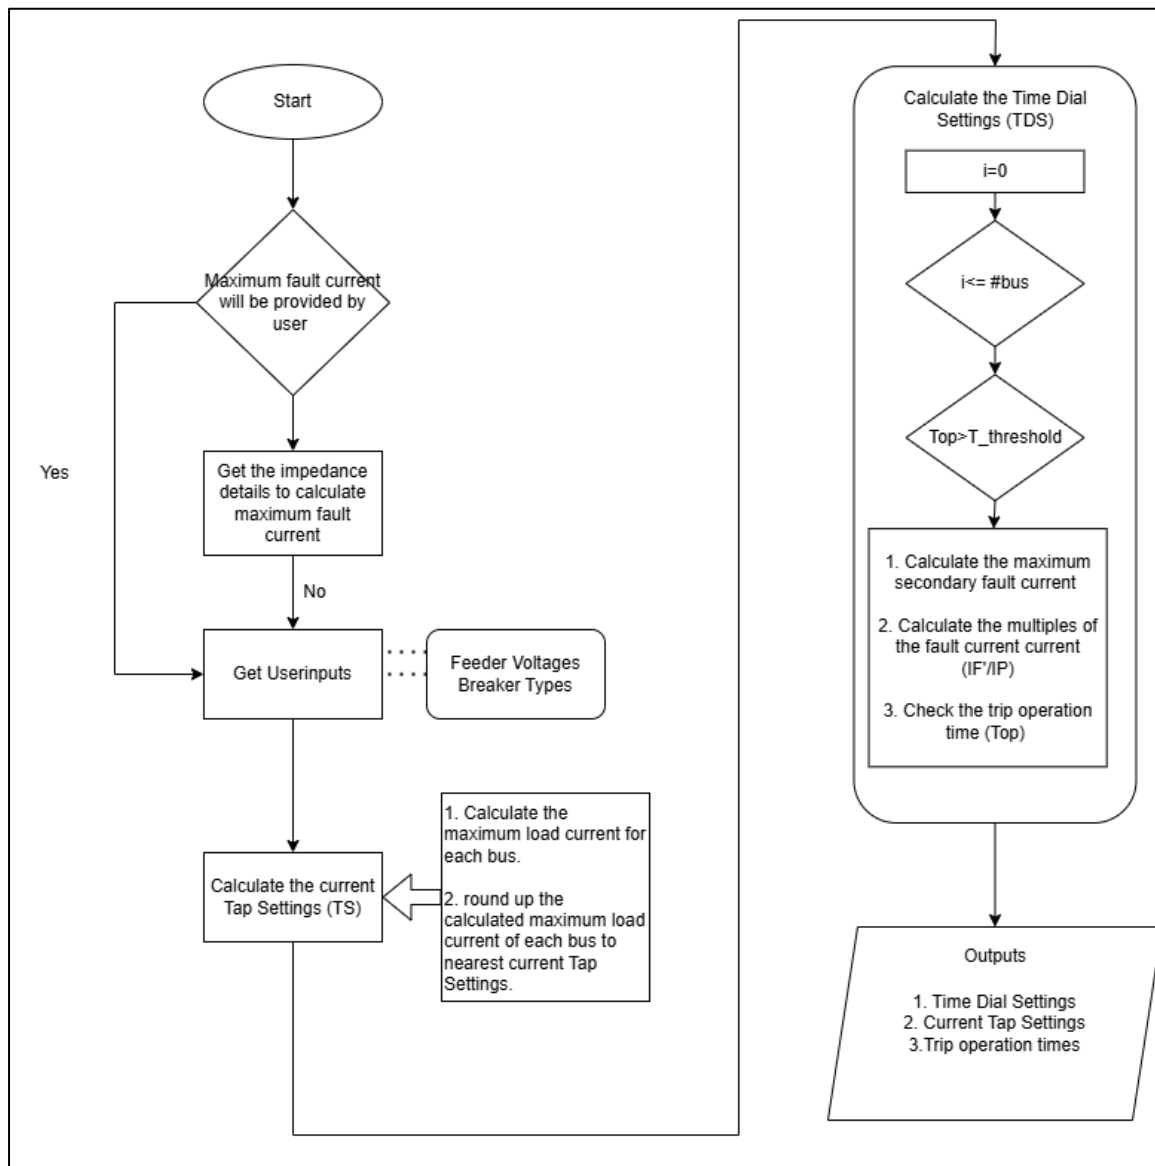 Start
Maximum fault current
will be provided by
user
Yes
Get the impedance
details to calculate
maximum fault
current
No
Get Userinputs
Feeder Voltages
Breaker Types
Calculate the current
Tap Settings (TS)
1. Calculate the
maximum load current for
each bus.
2. round up the
calculated maximum load
current of each bus to
nearest current Tap
Settings.
Calculate the Time Dial
Settings (TDS)
i=0
i<= #bus
Top>T_threshold
1. Calculate the maximum
secondary fault current
2. Calculate the multiples of
the fault current current
(IF'/IP)
3. Check the trip operation
time (Top)
Outputs
1. Time Dial Settings
2. Current Tap Settings
3.Trip operation times